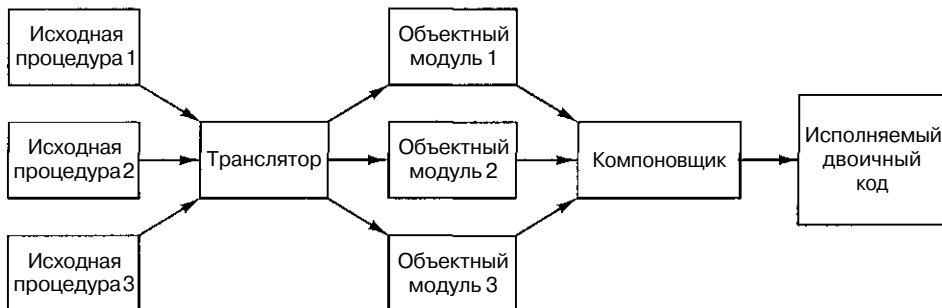 Исходная
процедура 1
Объектный
модуль 1
Исходная
процедура 2
Транслятор
Объектный
модуль 2
Компоновщик
Исполняемый
двоичный
код
Исходная
процедура 3
Объектный
модуль 3